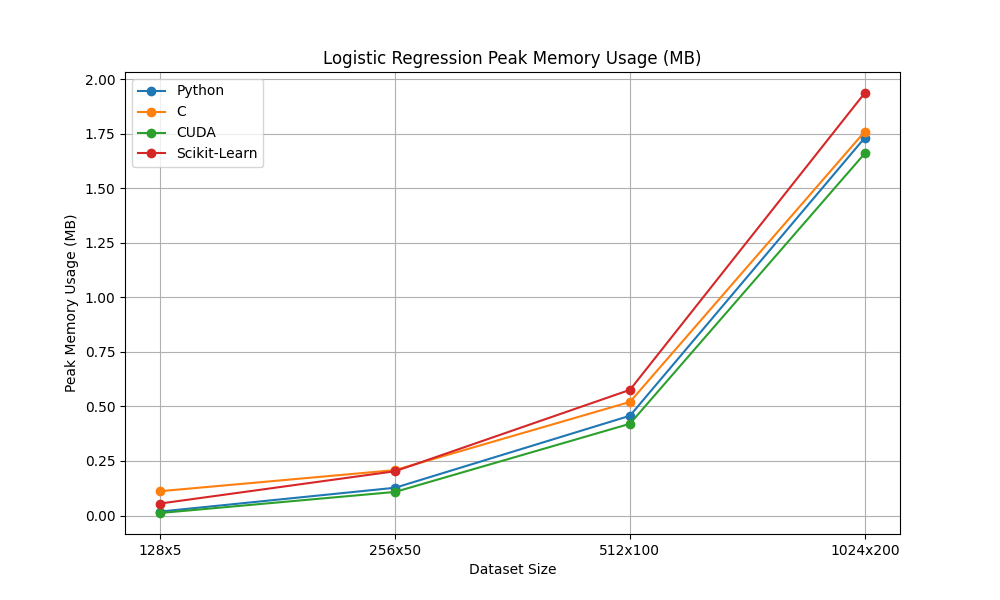 Logistic Regression Peak Memory Usage (MB)
Python
C
CUDA
Scikit-Learn
Peak Memory Usage (MB)
2.00
1.75
1.50
1.25
1.00
0.75
0.50
0.25
0.00
128x5
256x50
512x100
1024x200
Dataset Size